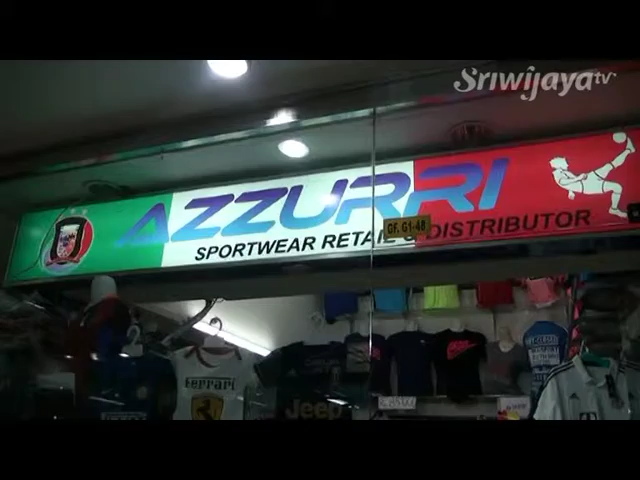 Sriwijaya tv
AZZURRI
SPORTWEAR RETAIL & DISTRIBUTOR
GF. G1-48
Ferrari
Jeep